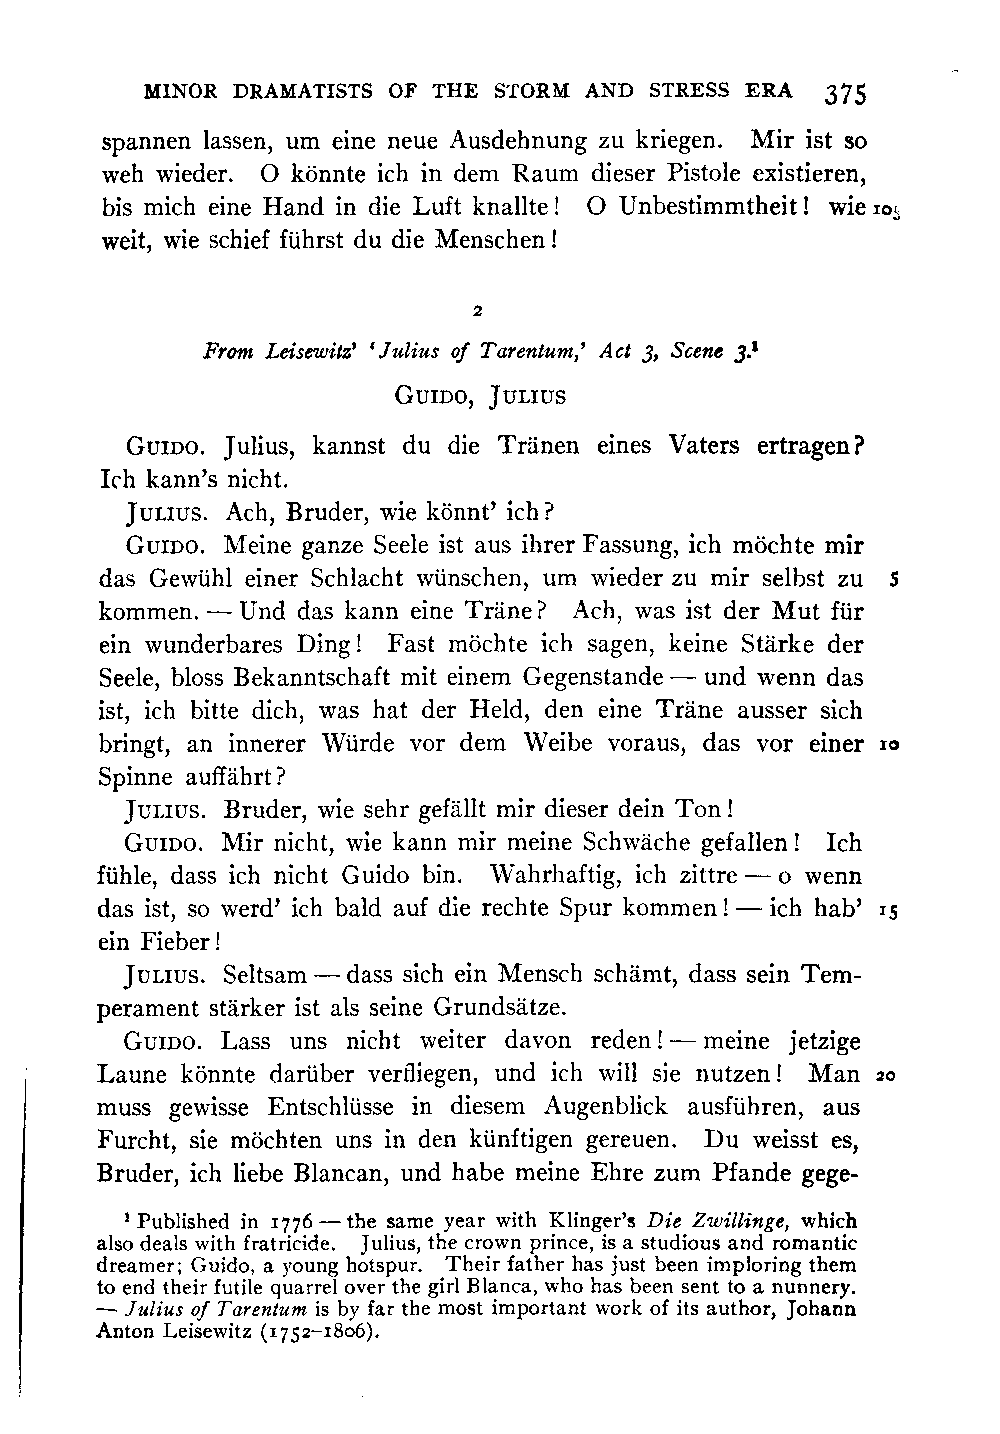 MINOR DRAMATISTS OF THE STORM AND STRESS ERA 375
spannen lassen, um eine neue Ausdehnung zu kriegen. Mir ist so
weh wieder. O könnte ich in dem Raum dieser Pistole existieren,
bis mich eine Hand in die Luft knallte! O Unbestimmtheit! wie 105
weit, wie schief führst du die Menschen!
2
From Leisewitz' 'Julius of Tarentum,' Act 3, Scene 3.¹
GUIDO, JULIUS
GUIDO. Julius, kannst du die Tränen eines Vaters ertragen?
Ich kann's nicht.
JULIUS. Ach, Bruder, wie könnt' ich?
GUIDO. Meine ganze Seele ist aus ihrer Fassung, ich möchte mir
das Gewühl einer Schlacht wünschen, um wieder zu mir selbst zu 5
kommen. — Und das kann eine Träne? Ach, was ist der Mut für
ein wunderbares Ding! Fast möchte ich sagen, keine Stärke der
Seele, bloss Bekanntschaft mit einem Gegenstande — und wenn das
ist, ich bitte dich, was hat der Held, den eine Träne ausser sich
bringt, an innerer Würde vor dem Weibe voraus, das vor einer 10
Spinne auffährt?
JULIUS. Bruder, wie sehr gefällt mir dieser dein Ton!
GUIDO. Mir nicht, wie kann mir meine Schwäche gefallen! Ich
fühle, dass ich nicht Guido bin. Wahrhaftig, ich zittre — o wenn
das ist, so werd' ich bald auf die rechte Spur kommen! — ich hab' 15
ein Fieber!
JULIUS. Seltsam — dass sich ein Mensch schämt, dass sein Tem-
perament stärker ist als seine Grundsätze.
GUIDO. Lass uns nicht weiter davon reden! — meine jetzige
Laune könnte darüber verfliegen, und ich will sie nutzen! Man 20
muss gewisse Entschlüsse in diesem Augenblick ausführen, aus
Furcht, sie möchten uns in den künftigen gereuen. Du weisst es,
Bruder, ich liebe Blancan, und habe meine Ehre zum Pfande gege-
¹ Published in 1776 — the same year with Klinger's Die Zwillinge, which
also deals with fratricide. Julius, the crown prince, is a studious and romantic
dreamer; Guido, a young hotspur. Their father has just been imploring them
to end their futile quarrel over the girl Blanca, who has been sent to a nunnery.
— Julius of Tarentum is by far the most important work of its author, Johann
Anton Leisewitz (1752–1806).